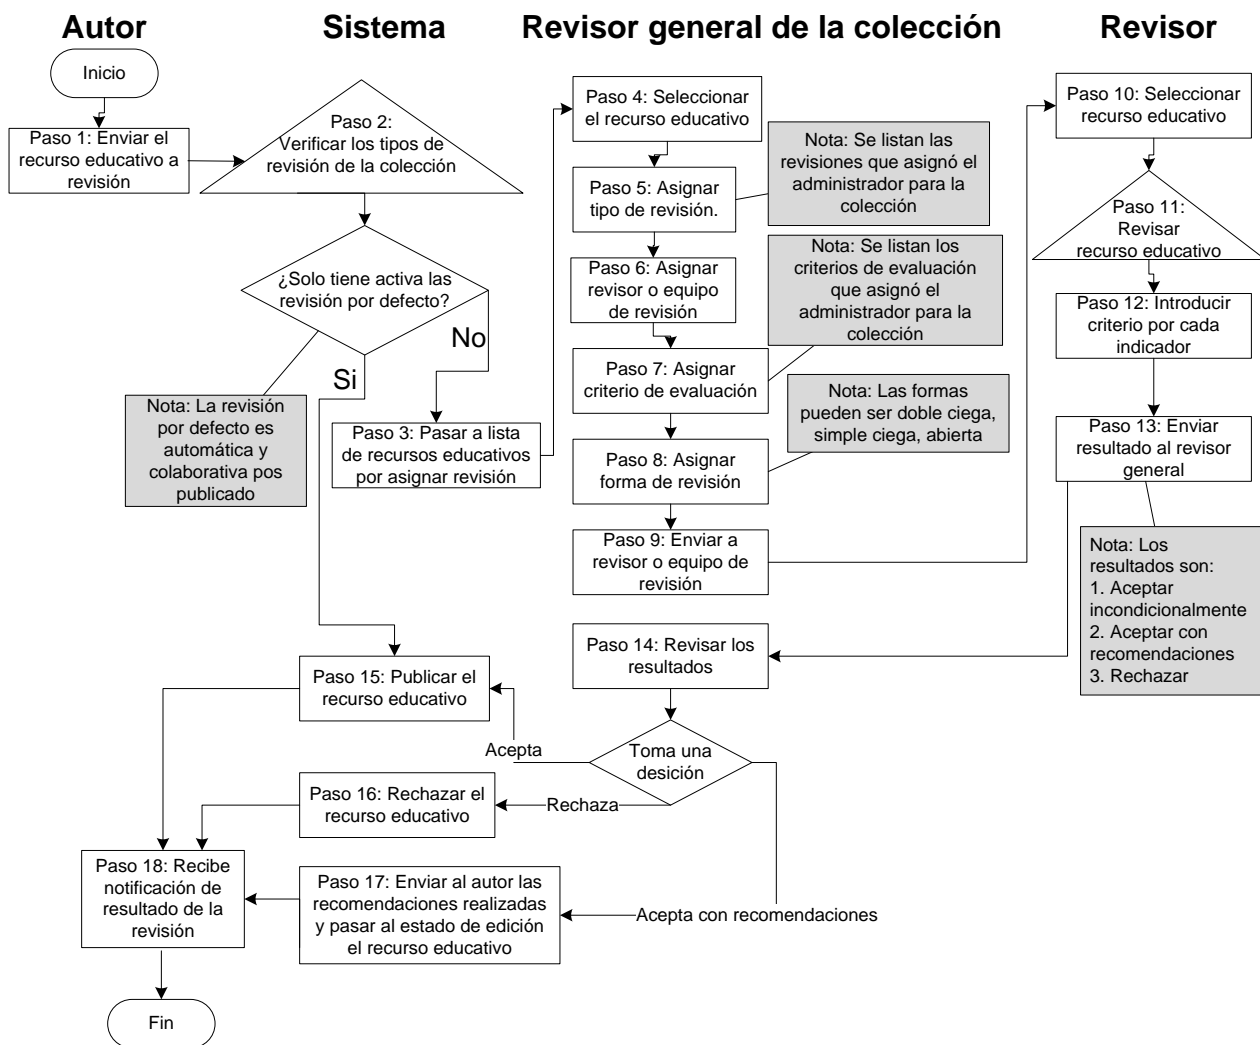 Autor
Sistema
Revisor general de la colección
Revisor
Inicio
Paso 1: Enviar el
recurso educativo a
revisión
Paso 2:
Verificar los tipos de
revisión de la colección
¿Solo tiene activa las
revisión por defecto?
No
Si
Nota: La revisión
por defecto es
automática y
colaborativa pos
publicado
Paso 3: Pasar a lista
de recursos educativos
por asignar revisión
Paso 4: Seleccionar
el recurso educativo
Nota: Se listan las
revisiones que asignó el
administrador para la
colección
Paso 5: Asignar
tipo de revisión.
Paso 6: Asignar
revisor o equipo
de revisión
Nota: Se listan los
criterios de evaluación
que asignó el
administrador para la
colección
Paso 7: Asignar
criterio de evaluación
Nota: Las formas
pueden ser doble ciega,
simple ciega, abierta
Paso 8: Asignar
forma de revisión
Paso 9: Enviar a
revisor o equipo de
revisión
Paso 10: Seleccionar
recurso educativo
Paso 11:
Revisar
recurso educativo
Paso 12: Introducir
criterio por cada
indicador
Paso 13: Enviar
resultado al revisor
general
Nota: Los
resultados son:
1. Aceptar
incondicionalmente
2. Aceptar con
recomendaciones
3. Rechazar
Paso 14: Revisar los
resultados
Toma una
desición
Acepta
Rechaza
Acepta con recomendaciones
Paso 15: Publicar el
recurso educativo
Paso 16: Rechazar el
recurso educativo
Paso 17: Enviar al autor las
recomendaciones realizadas
y pasar al estado de edición
el recurso educativo
Paso 18: Recibe
notificación de
resultado de la
revisión
Fin